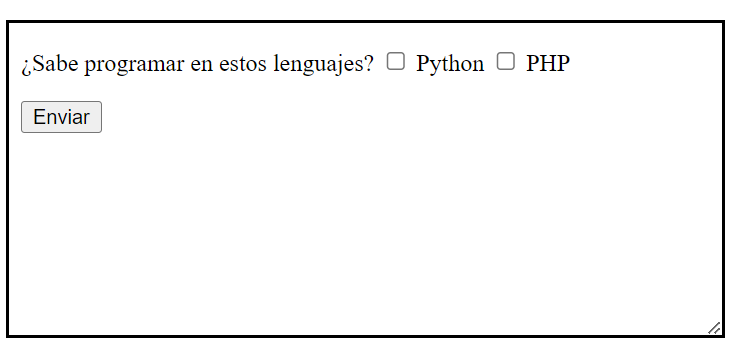 ¿Sabe programar en estos lenguajes? Python PHP
Enviar